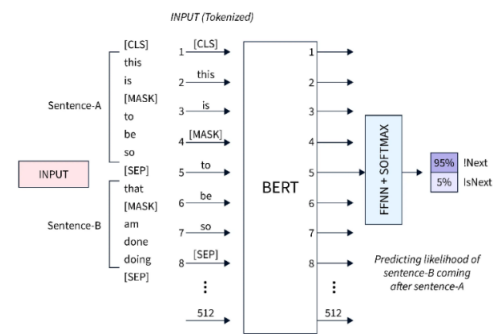 INPUT (Tokenized)
INPUT
Sentence-A
Sentence-B
[CLS]
this
is
[MASK]
to
be
so
[SEP]
that
[MASK]
am
done
doing
[SEP]
1 [CLS]
2 this
3 is
4 [MASK]
5 to
6 be
7 so
8 [SEP]
512
BERT
1
2
3
4
5
6
7
8
512
FFNN + SOFTMAX
95% !Next
5% IsNext
Predicting likelihood of
sentence-B coming
after sentence-A